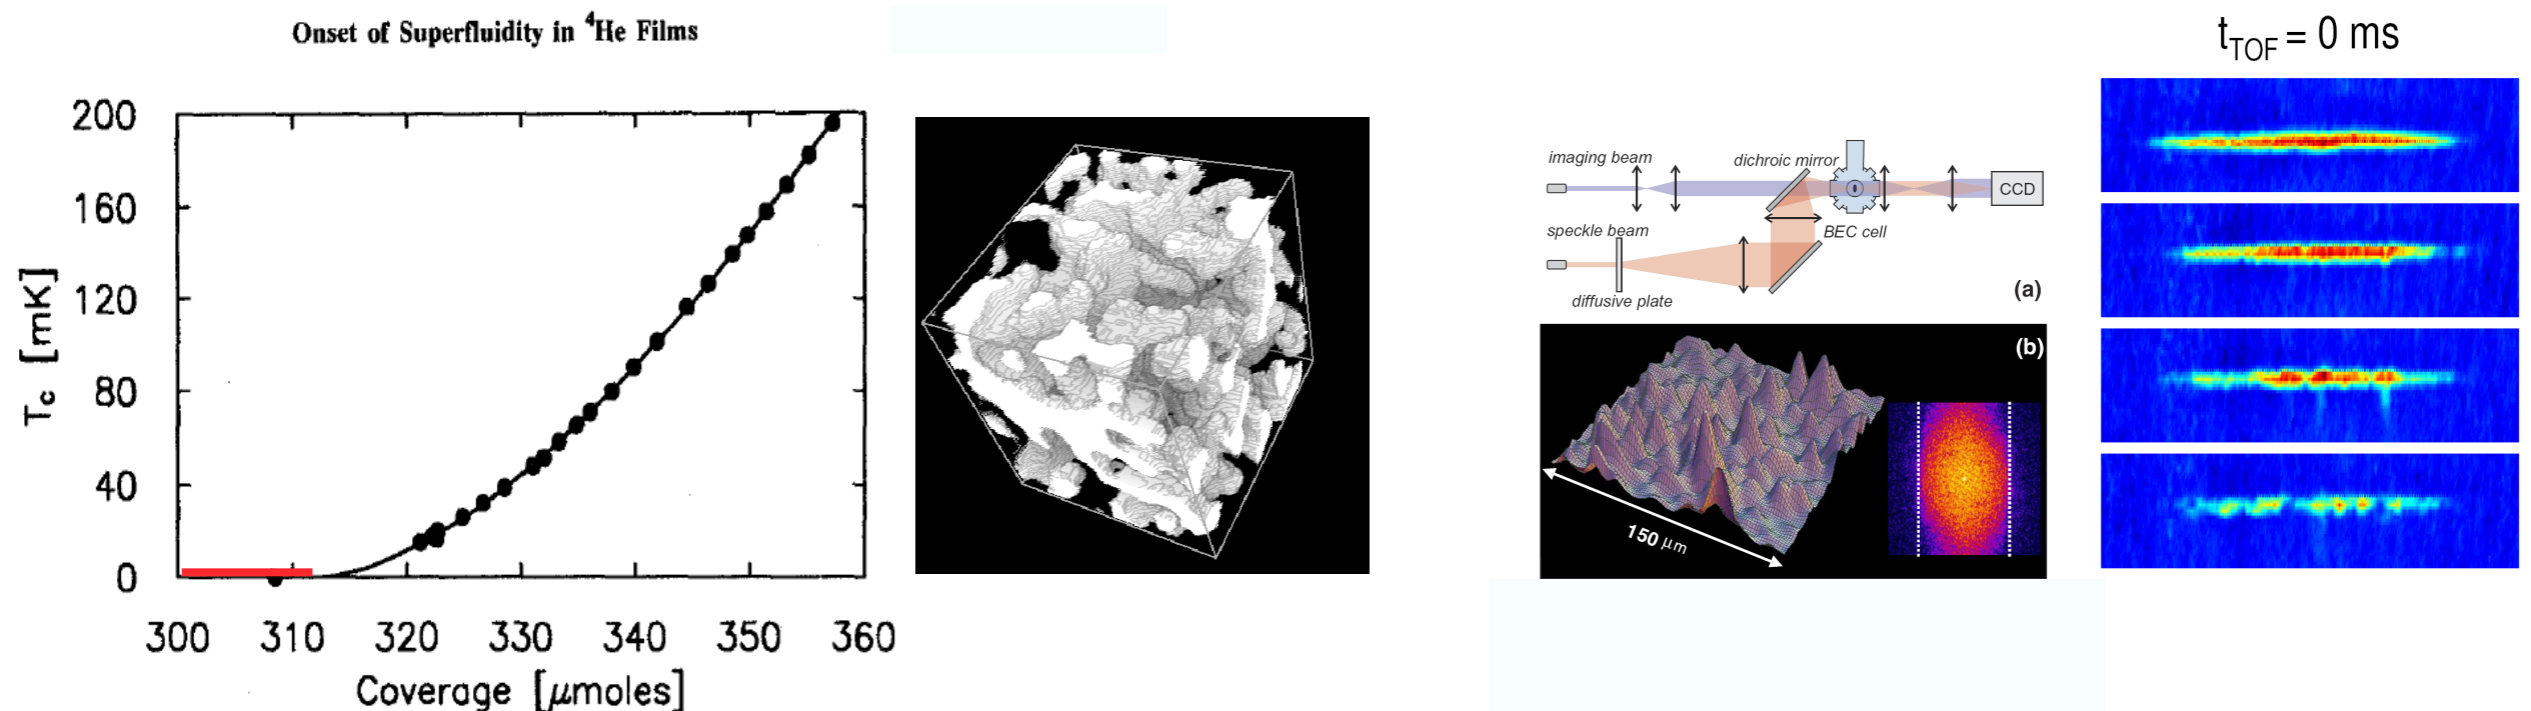 Onset of Superfluidity in ⁴He Films
200
160
120
80
40
0
T_c [mK]
300 310 320 330 340 350 360
Coverage [μmoles]
imaging beam
dichroic mirror
CCD
speckle beam
BEC cell
diffusive plate
(a)
(b)
150 μm
t_TOF = 0 ms